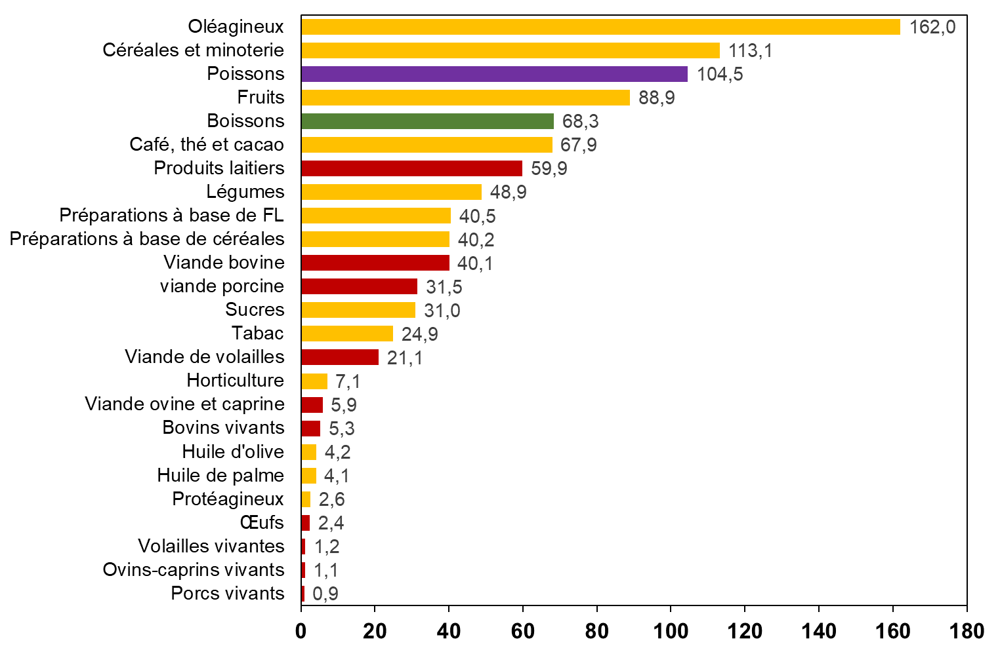 Oléagineux 162,0
Céréales et minoterie 113,1
Poissons 104,5
Fruits 88,9
Boissons 68,3
Café, thé et cacao 67,9
Produits laitiers 59,9
Légumes 48,9
Préparations à base de FL 40,5
Préparations à base de céréales 40,2
Viande bovine 40,1
viande porcine 31,5
Sucres 31,0
Tabac 24,9
Viande de volailles 21,1
Horticulture 7,1
Viande ovine et caprine 5,9
Bovins vivants 5,3
Huile d'olive 4,2
Huile de palme 4,1
Protéagineux 2,6
Œufs 2,4
Volailles vivantes 1,2
Ovins-caprins vivants 1,1
Porcs vivants 0,9
0 20 40 60 80 100 120 140 160 180